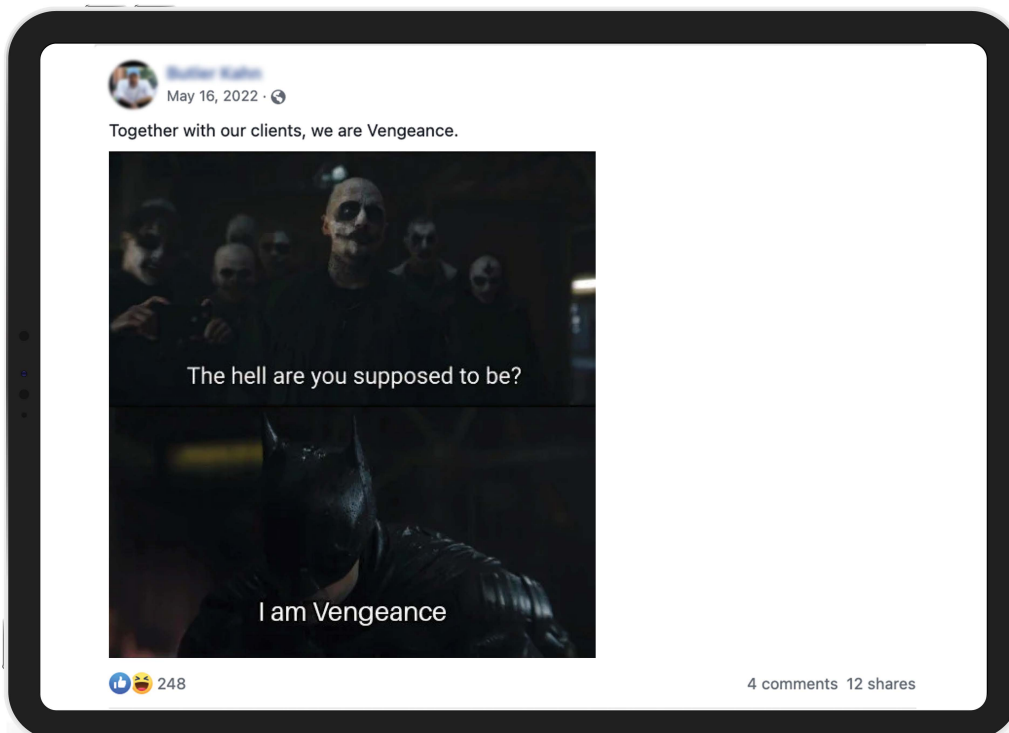 May 16, 2022 ·
Together with our clients, we are Vengeance.
The hell are you supposed to be?
I am Vengeance
248
4 comments 12 shares